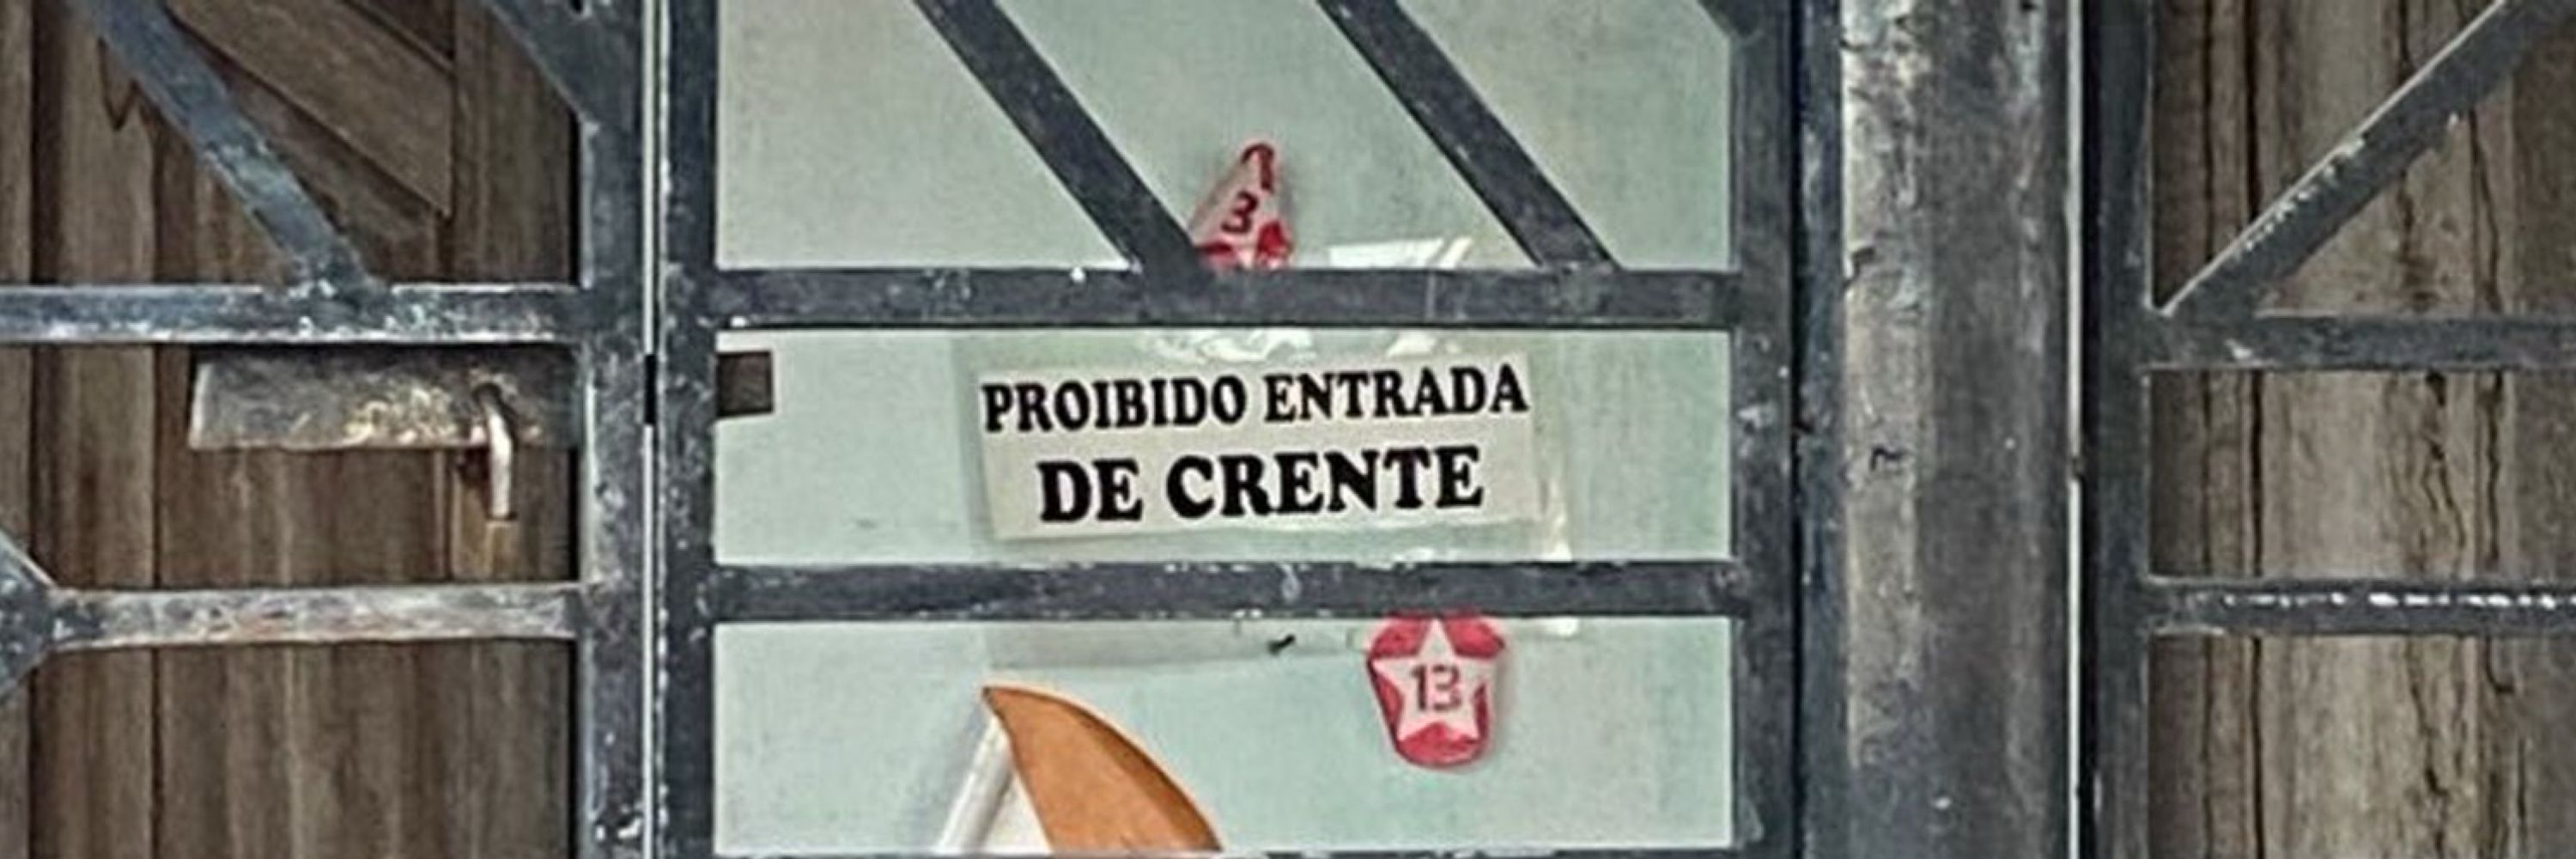 13
PROIBIDO ENTRADA
DE CRENTE
13